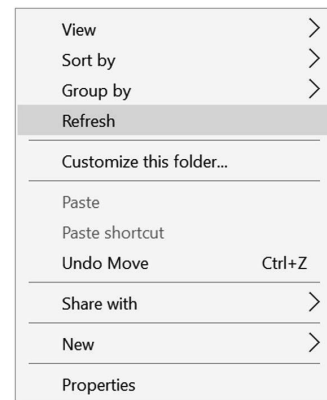 View
Sort by
Group by
Refresh
Customize this folder...
Paste
Paste shortcut
Undo Move Ctrl+Z
Share with
New
Properties